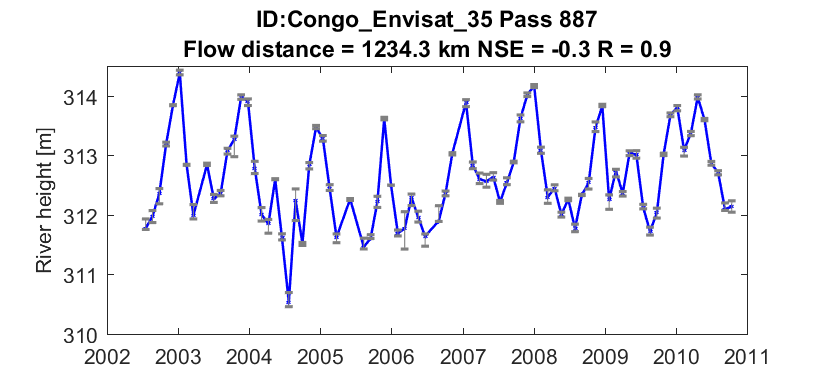 ID:Congo_Envisat_35 Pass 887
Flow distance = 1234.3 km NSE = -0.3 R = 0.9
River height [m]
314
313
312
311
310
2002 2003 2004 2005 2006 2007 2008 2009 2010 2011